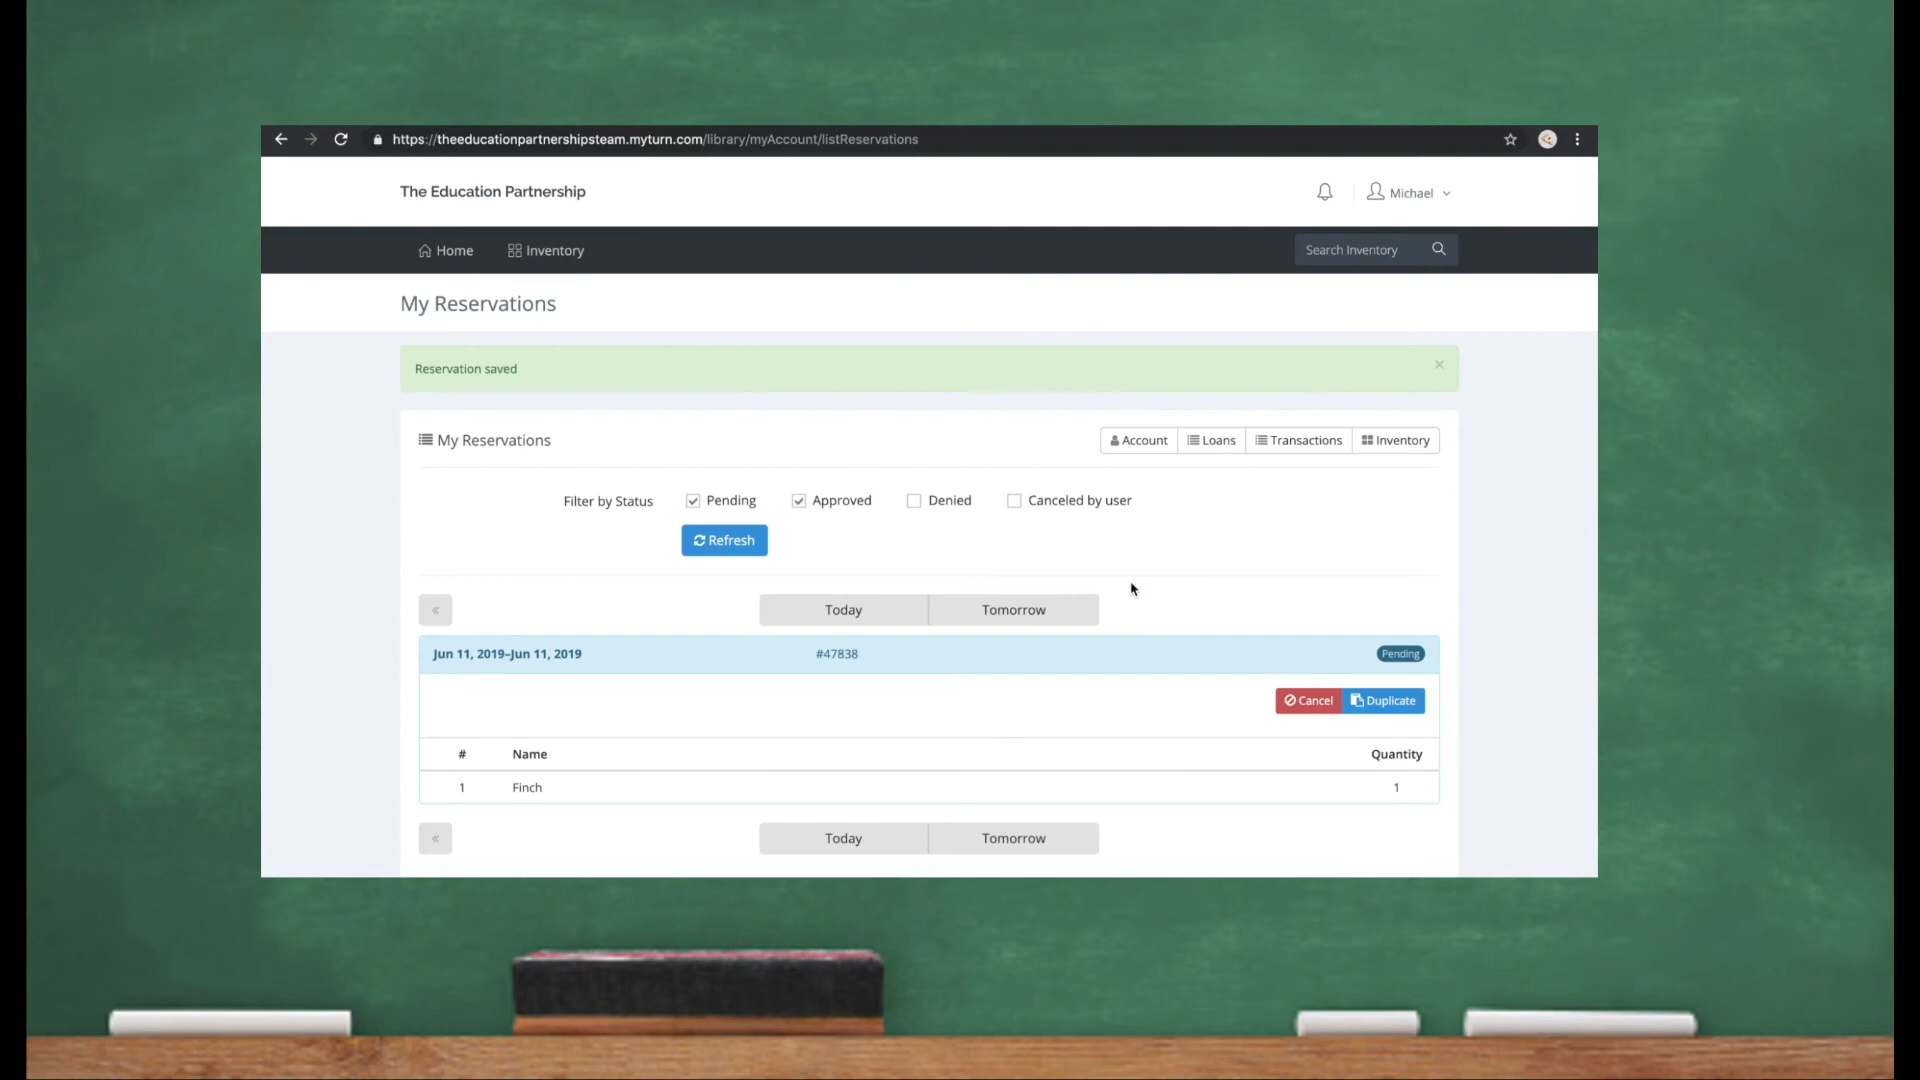 https://theeducationpartnershipsteam.myturn.com/library/myAccount/listReservations
The Education Partnership
Michael
Home Inventory Search Inventory
My Reservations
Reservation saved
My Reservations Account Loans Transactions Inventory
Filter by Status Pending Approved Denied Canceled by user
Refresh
« Today Tomorrow
Jun 11, 2019–Jun 11, 2019 #47838 Pending
Cancel Duplicate
# Name Quantity
1 Finch 1
« Today Tomorrow